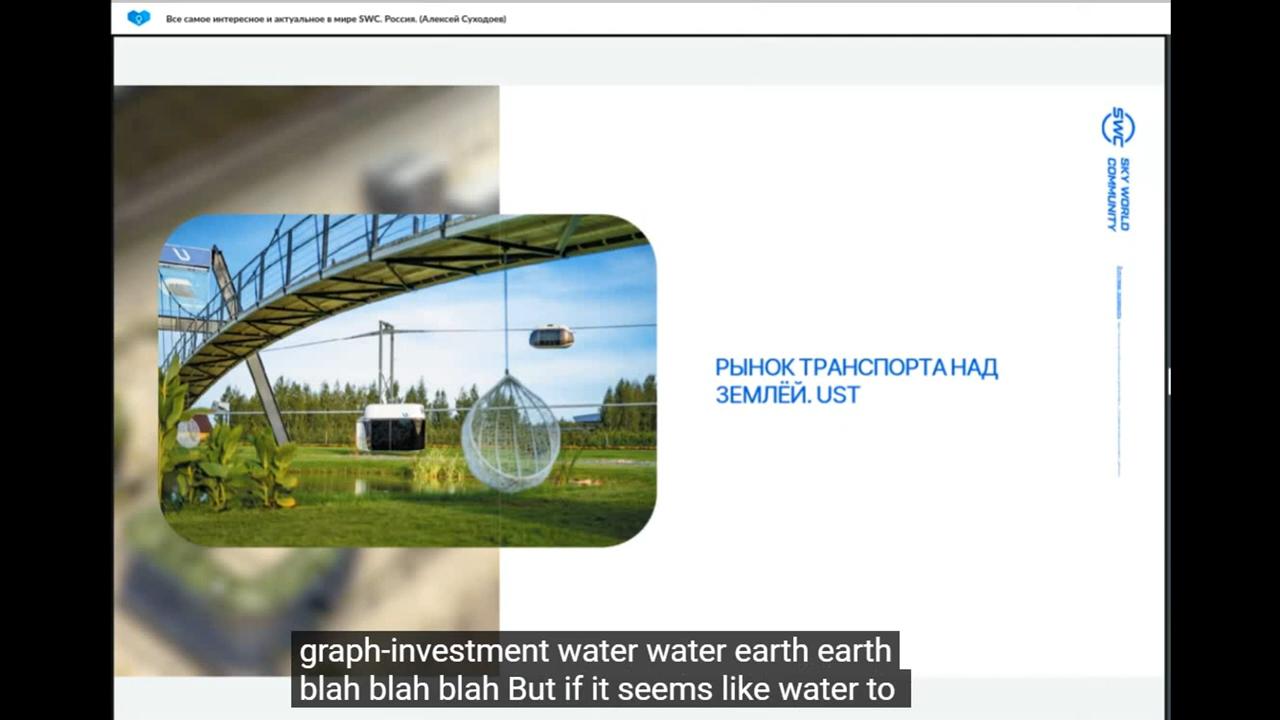 Все самое интересное и актуальное в мире SWC. Россия. (Алексей Суходоев)
SWC
SKY WORLD
COMMUNITY
U
РЫНОК ТРАНСПОРТА НАД
ЗЕМЛЁЙ. UST
graph-investment water water earth earth
blah blah blah But if it seems like water to